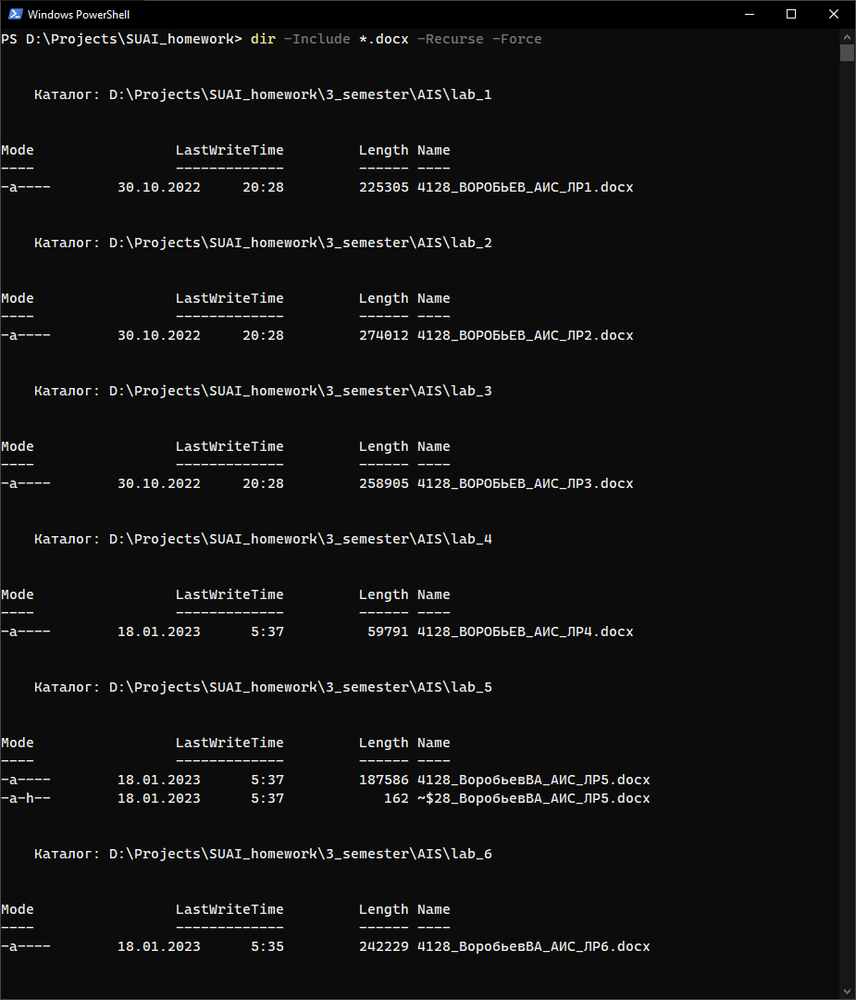 Windows PowerShell
PS D:\Projects\SUAI_homework> dir -Include *.docx -Recurse -Force
Каталог: D:\Projects\SUAI_homework\3_semester\AIS\lab_1
Mode LastWriteTime Length Name
---- ------------- ------ ----
-a---- 30.10.2022 20:28 225305 4128_ВОРОБЬЕВ_АИС_ЛР1.docx
Каталог: D:\Projects\SUAI_homework\3_semester\AIS\lab_2
Mode LastWriteTime Length Name
---- ------------- ------ ----
-a---- 30.10.2022 20:28 274012 4128_ВОРОБЬЕВ_АИС_ЛР2.docx
Каталог: D:\Projects\SUAI_homework\3_semester\AIS\lab_3
Mode LastWriteTime Length Name
---- ------------- ------ ----
-a---- 30.10.2022 20:28 258905 4128_ВОРОБЬЕВ_АИС_ЛР3.docx
Каталог: D:\Projects\SUAI_homework\3_semester\AIS\lab_4
Mode LastWriteTime Length Name
---- ------------- ------ ----
-a---- 18.01.2023 5:37 59791 4128_ВОРОБЬЕВ_АИС_ЛР4.docx
Каталог: D:\Projects\SUAI_homework\3_semester\AIS\lab_5
Mode LastWriteTime Length Name
---- ------------- ------ ----
-a---- 18.01.2023 5:37 187586 4128_ВоробьевВА_АИС_ЛР5.docx
-a-h-- 18.01.2023 5:37 162 ~$28_ВоробьевВА_АИС_ЛР5.docx
Каталог: D:\Projects\SUAI_homework\3_semester\AIS\lab_6
Mode LastWriteTime Length Name
---- ------------- ------ ----
-a---- 18.01.2023 5:35 242229 4128_ВоробьевВА_АИС_ЛР6.docx